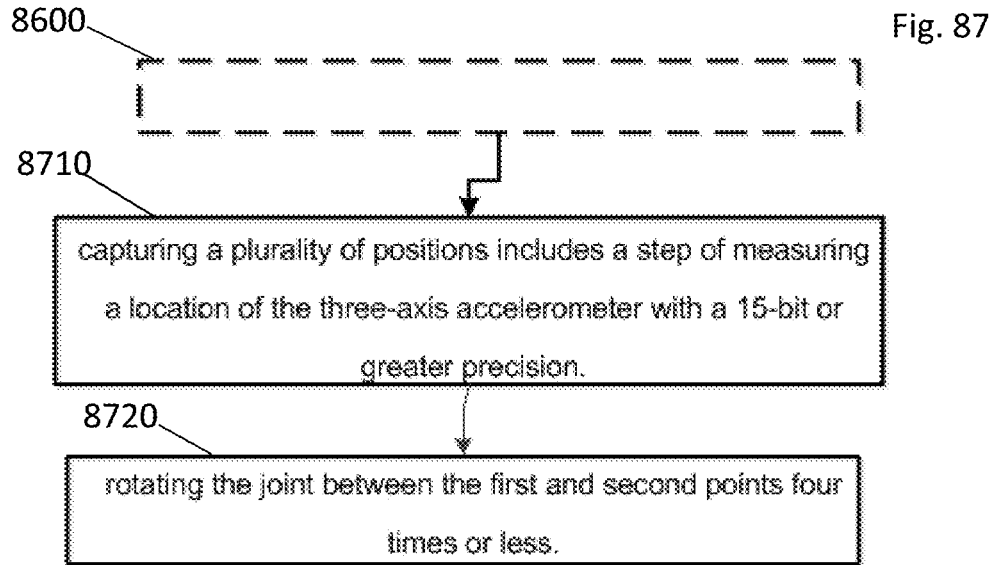 8600
Fig. 87
8710
capturing a plurality of positions includes a step of measuring
a location of the three-axis accelerometer with a 15-bit or
greater precision.
8720
rotating the joint between the first and second points four
times or less.